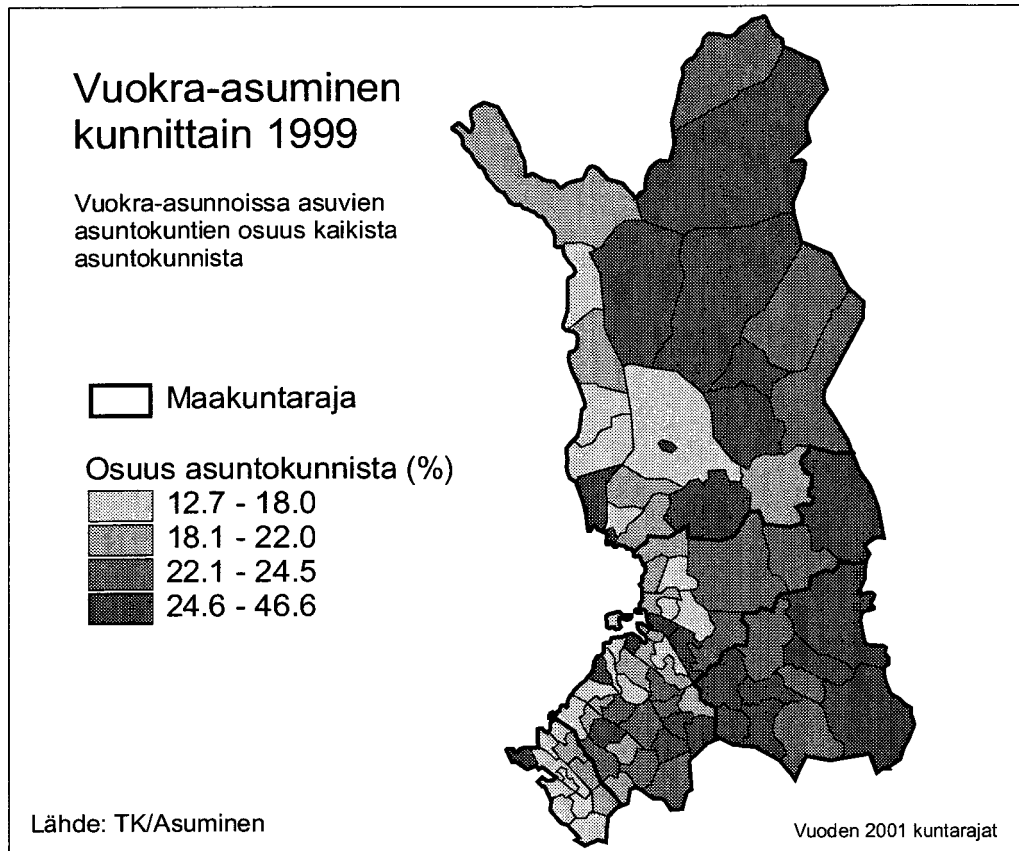 Vuokra-asuminen
kunnittain 1999
Vuokra-asunnoissa asuvien
asuntokuntien osuus kaikista
asuntokunnista
Maakuntaraja
Osuus asuntokunnista (%)
12.7 - 18.0
18.1 - 22.0
22.1 - 24.5
24.6 - 46.6
Lähde: TK/Asuminen
Vuoden 2001 kuntarajat